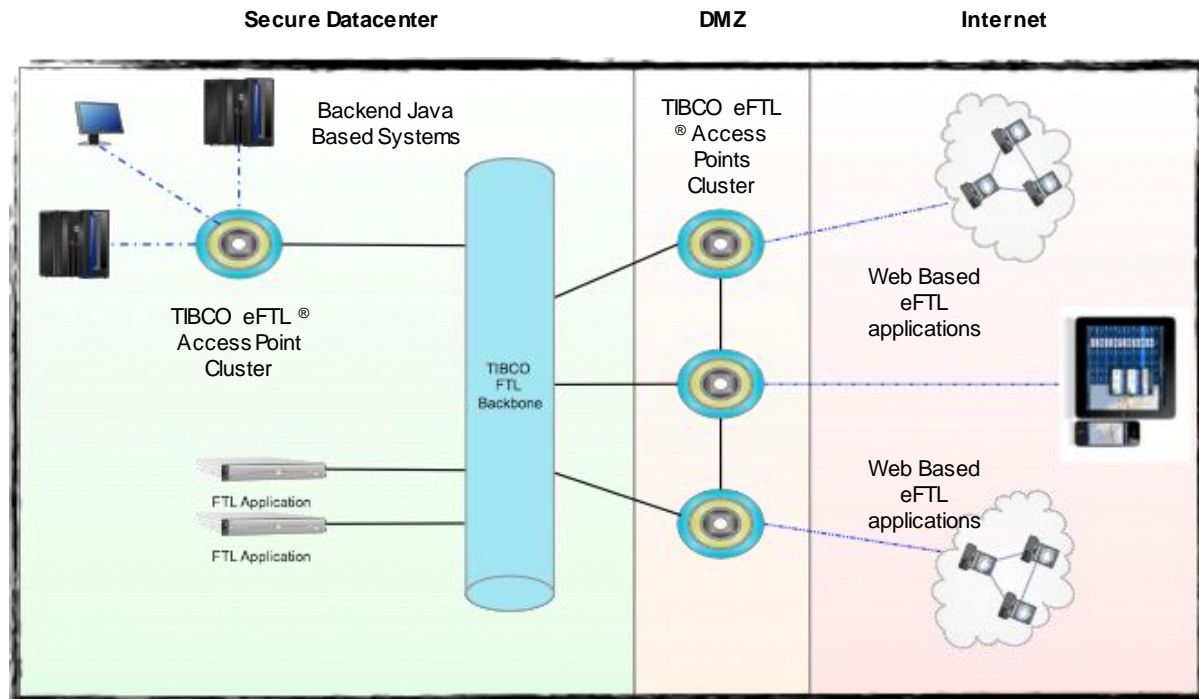 Secure Datacenter
DMZ
Internet
Backend Java
Based Systems
TIBCO eFTL
® Access
Points
Cluster
TIBCO eFTL ®
Access Point
Cluster
Web Based
eFTL
applications
TIBCO
FTL
Backbone
Web Based
eFTL
applications
FTL Application
FTL Application